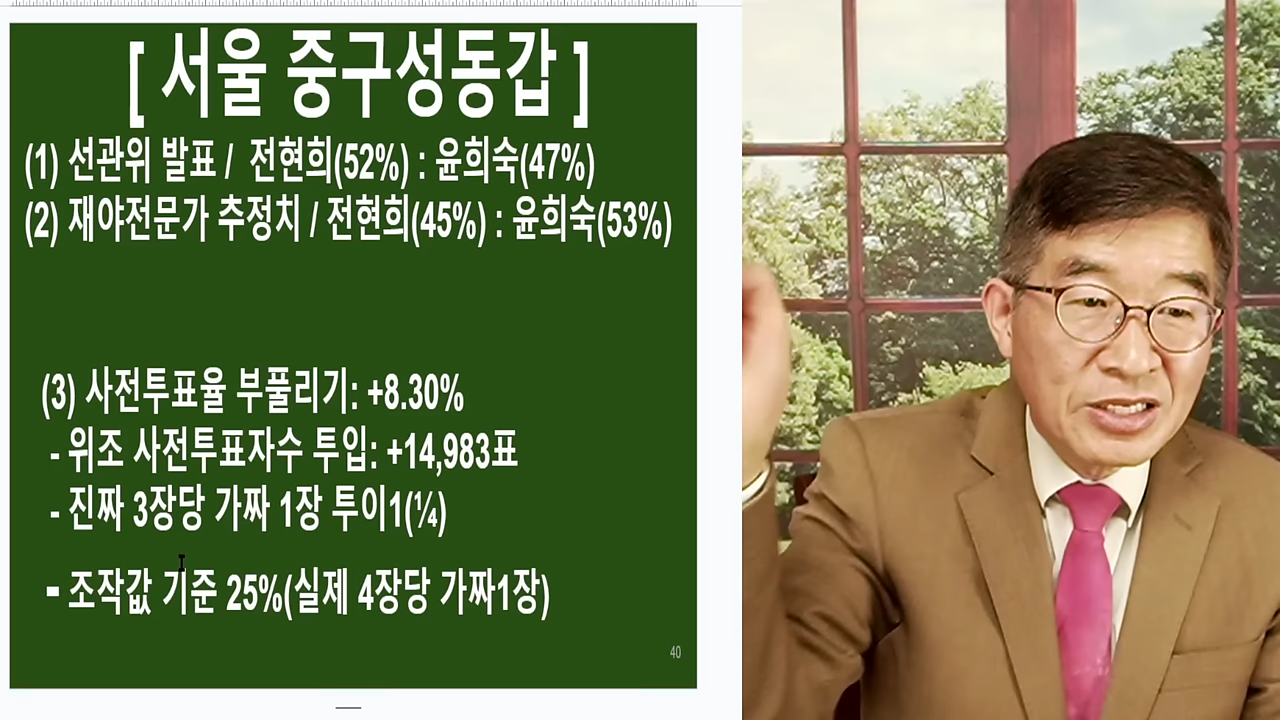 [ 서울 중구성동갑 ]
(1) 선관위 발표 / 전현희(52%) : 윤희숙(47%)
(2) 재야전문가 추정치 / 전현희(45%) : 윤희숙(53%)
(3) 사전투표율 부풀리기: +8.30%
- 위조 사전투표자수 투입: +14,983표
- 진짜 3장당 가짜 1장 투이1(¼)
- 조작값 기준 25%(실제 4장당 가짜1장)
40